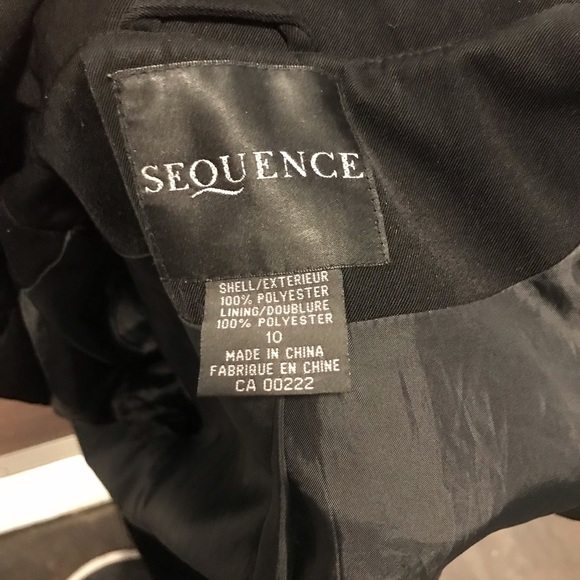 SEQUENCE
SHELL/EXTERIEUR
100% POLYESTER
LINING/DOUBLURE
100% POLYESTER
10
MADE IN CHINA
FABRIQUE EN CHINE
CA 00222